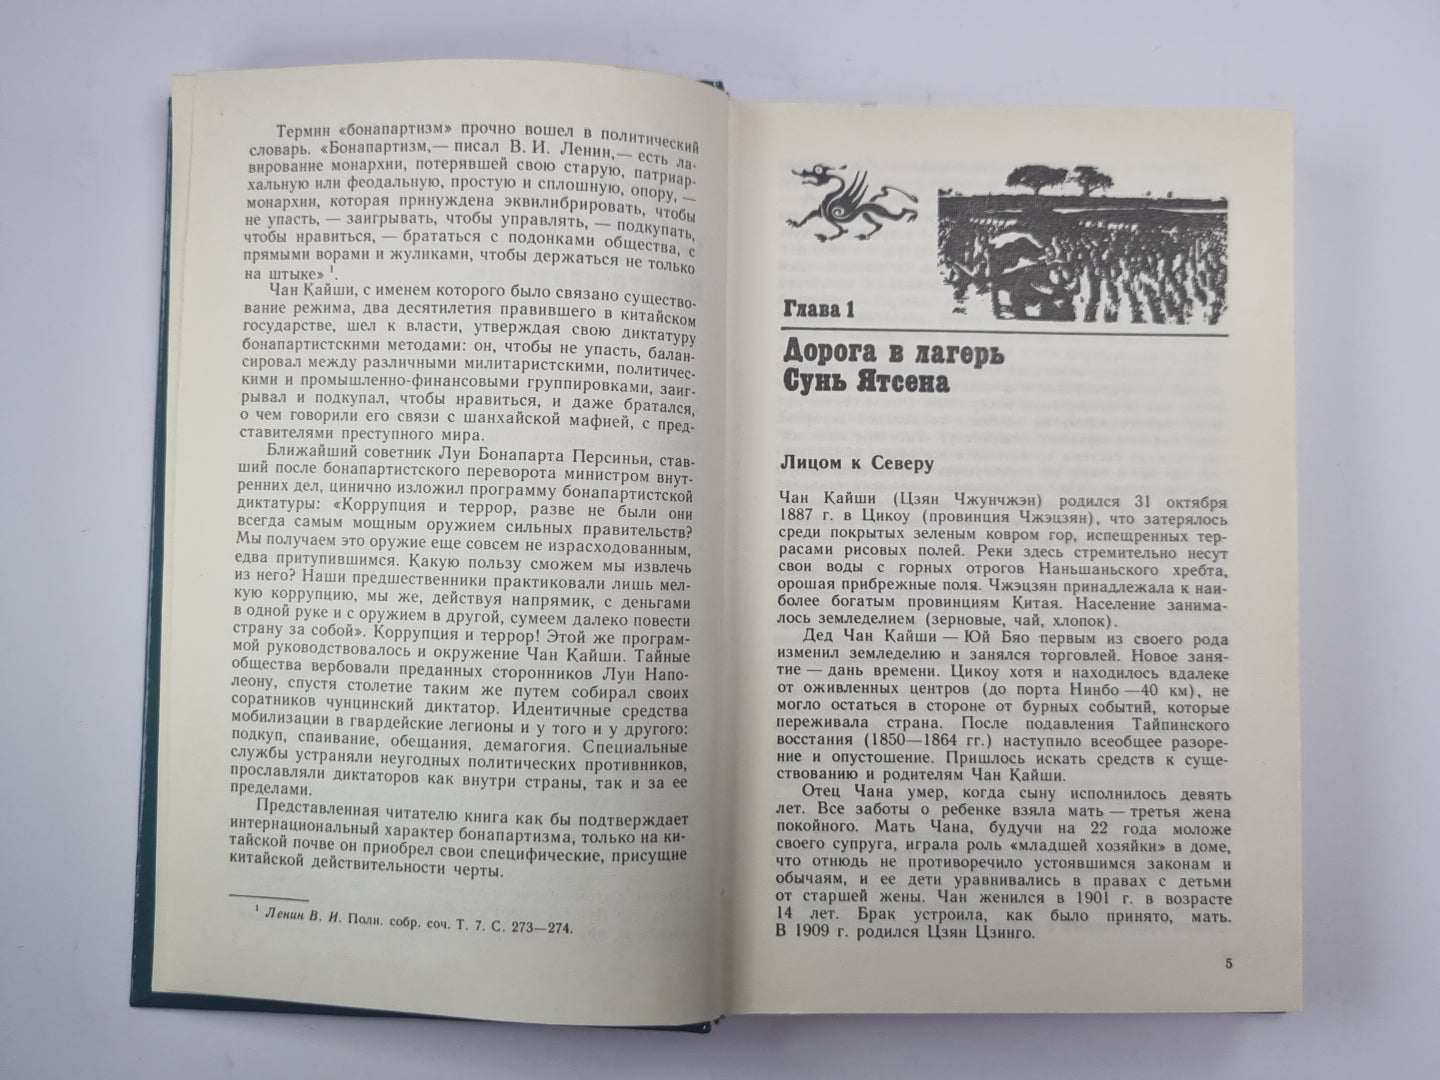 Термин «бонапартизм» прочно вошел в политический
словарь. «Бонапартизм,— писал В. И. Ленин,— есть ла-
вирование монархии, потерявшей свою старую, патриар-
хальную или феодальную, простую и сплошную, опору, —
монархии, которая принуждена эквилибрировать, чтобы
не упасть, — заигрывать, чтобы управлять, — подкупать,
чтобы нравиться, — брататься с подонками общества, с
прямыми ворами и жуликами, чтобы держаться не только
на штыке» ¹.
Чан Кайши, с именем которого было связано существо-
вание режима, два десятилетия правившего в китайском
государстве, шел к власти, утверждая свою диктатуру
бонапартистскими методами: он, чтобы не упасть, балан-
сировал между различными милитаристскими, политичес-
кими и промышленно-финансовыми группировками, заиг-
рывал и подкупал, чтобы нравиться, и даже братался,
о чем говорили его связи с шанхайской мафией, с пред-
ставителями преступного мира.
Ближайший советник Луи Бонапарта Персиньи, став-
ший после бонапартистского переворота министром внут-
ренних дел, цинично изложил программу бонапартистской
диктатуры: «Коррупция и террор, разве не были они
всегда самым мощным оружием сильных правительств?
Мы получаем это оружие еще совсем не израсходованным,
едва притупившимся. Какую пользу сможем мы извлечь
из него? Наши предшественники практиковали лишь мел-
кую коррупцию, мы же, действуя напрямик, с деньгами
в одной руке и с оружием в другой, сумеем далеко повести
страну за собой». Коррупция и террор! Этой же програм-
мой руководствовалось и окружение Чан Кайши. Тайные
общества вербовали преданных сторонников Луи Напо-
леону, спустя столетие таким же путем собирал своих
соратников чунцинский диктатор. Идентичные средства
мобилизации в гвардейские легионы и у того и у другого:
подкуп, спаивание, обещания, демагогия. Специальные
службы устраняли неугодных политических противников,
прославляли диктаторов как внутри страны, так и за ее
пределами.
Представленная читателю книга как бы подтверждает
интернациональный характер бонапартизма, только на ки-
тайской почве он приобрел свои специфические, присущие
китайской действительности черты.
¹ Ленин В. И. Полн. собр. соч. Т. 7. С. 273—274.
Глава 1
Дорога в лагерь
Сунь Ятсена
Лицом к Северу
Чан Кайши (Цзян Чжунчжэн) родился 31 октября
1887 г. в Цикоу (провинция Чжэцзян), что затерялось
среди покрытых зеленым ковром гор, испещренных тер-
расами рисовых полей. Реки здесь стремительно несут
свои воды с горных отрогов Наньшаньского хребта,
орошая прибрежные поля. Чжэцзян принадлежала к наи-
более богатым провинциям Китая. Население занима-
лось земледелием (зерновые, чай, хлопок).
Дед Чан Кайши — Юй Бяо первым из своего рода
изменил земледелию и занялся торговлей. Новое заня-
тие — дань времени. Цикоу хотя и находилось вдалеке
от оживленных центров (до порта Нинбо —40 км), не
могло остаться в стороне от бурных событий, которые
переживала страна. После подавления Тайпинского
восстания (1850—1864 гг.) наступило всеобщее разоре-
ние и опустошение. Пришлось искать средств к суще-
ствованию и родителям Чан Кайши.
Отец Чана умер, когда сыну исполнилось девять
лет. Все заботы о ребенке взяла мать — третья жена
покойного. Мать Чана, будучи на 22 года моложе
своего супруга, играла роль «младшей хозяйки» в доме,
что отнюдь не противоречило устоявшимся законам и
обычаям, и ее дети уравнивались в правах с детьми
от старшей жены. Чан женился в 1901 г. в возрасте
14 лет. Брак устроила, как было принято, мать.
В 1909 г. родился Цзян Цзинго.
5